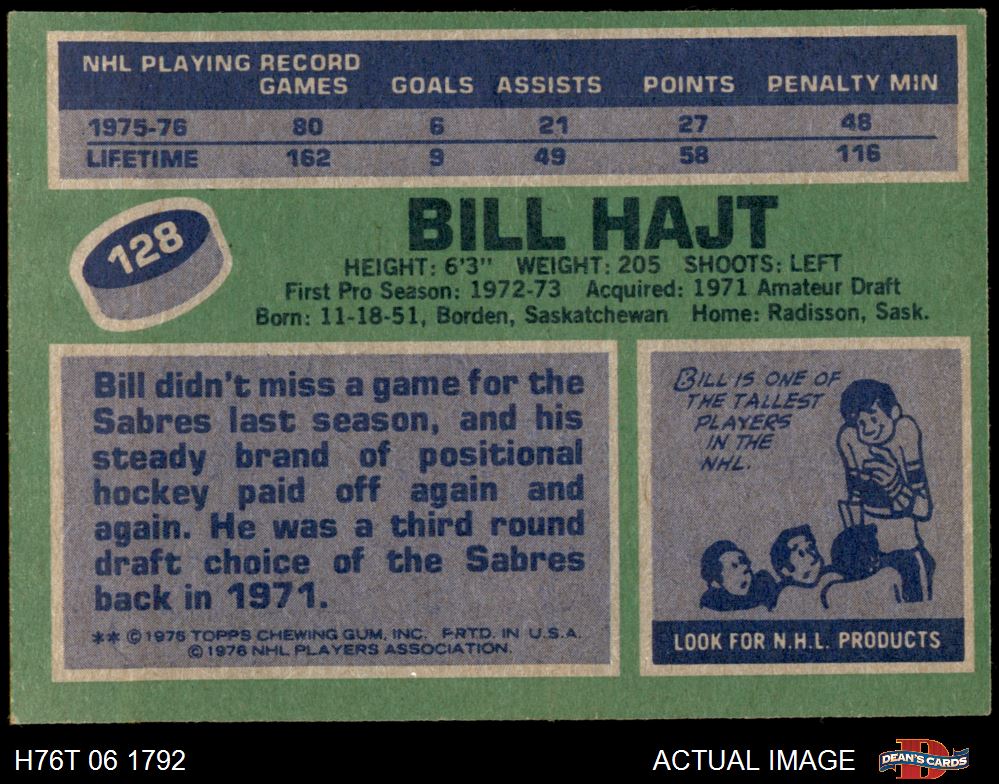 NHL PLAYING RECORD
GAMES GOALS ASSISTS POINTS PENALTY MIN
1975-76 80 6 21 27 48
LIFETIME 162 9 49 58 116
128
BILL HAJT
HEIGHT: 6'3" WEIGHT: 205 SHOOTS: LEFT
First Pro Season: 1972-73 Acquired: 1971 Amateur Draft
Born: 11-18-51, Borden, Saskatchewan Home: Radisson, Sask.
Bill didn't miss a game for the
Sabres last season, and his
steady brand of positional
hockey paid off again and
again. He was a third round
draft choice of the Sabres
back in 1971.
** © 1976 TOPPS CHEWING GUM, INC. PRTD. IN U.S.A.
© 1976 NHL PLAYERS ASSOCIATION.
BILL IS ONE OF
THE TALLEST
PLAYERS
IN THE
NHL.
LOOK FOR N.H.L. PRODUCTS
H76T 06 1792 ACTUAL IMAGE
D
DEAN'S CARDS